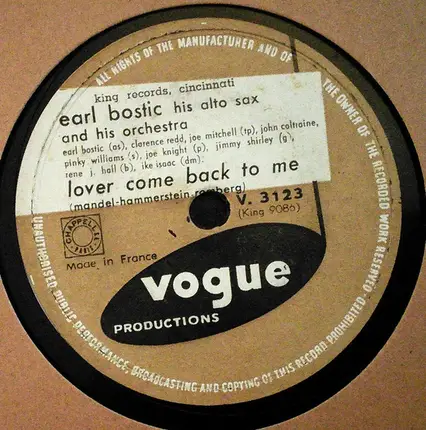 ALL RIGHTS OF THE MANUFACTURER AND OF THE OWNER OF THE RECORDED WORK RESERVED
UNAUTHORISED PUBLIC PERFORMANCE, BROADCASTING AND COPYING OF THIS RECORD PROHIBITED.
king records, cincinnati
earl bostic his alto sax
and his orchestra
earl bostic (as), clarence redd, joe mitchell (tp), john coltraine,
pinky williams (s), joe knight (p), jimmy shirley (g),
rene j. hall (b), ike isaac (dm).
lover come back to me
(mandel-hammerstein-romberg)
V. 3123
(King 9086)
CHAPPELL
PARIS
Made in France
vogue
PRODUCTIONS